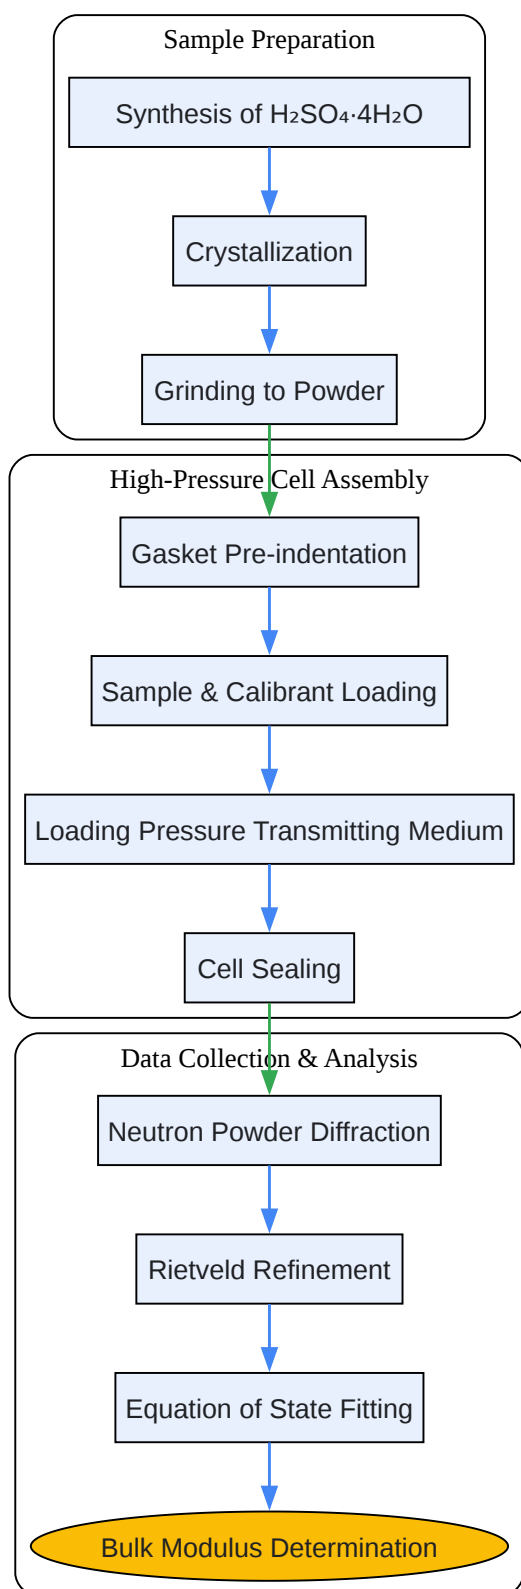 Sample Preparation
Synthesis of H₂SO₄·4H₂O
Crystallization
Grinding to Powder
High-Pressure Cell Assembly
Gasket Pre-indentation
Sample & Calibrant Loading
Loading Pressure Transmitting Medium
Cell Sealing
Data Collection & Analysis
Neutron Powder Diffraction
Rietveld Refinement
Equation of State Fitting
Bulk Modulus Determination